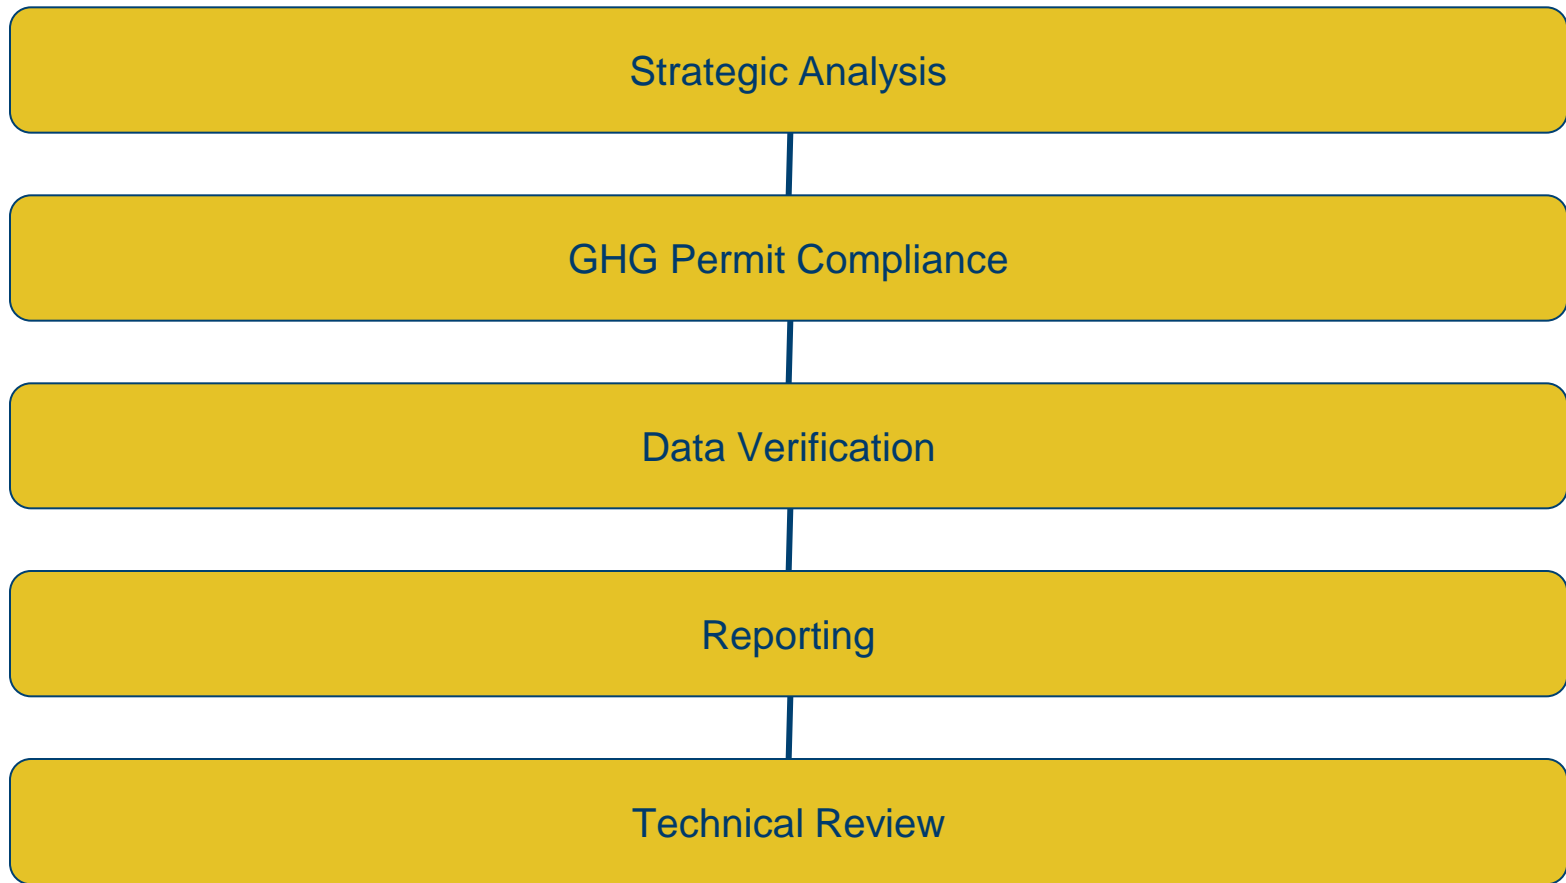 Strategic Analysis
GHG Permit Compliance
Data Verification
Reporting
Technical Review